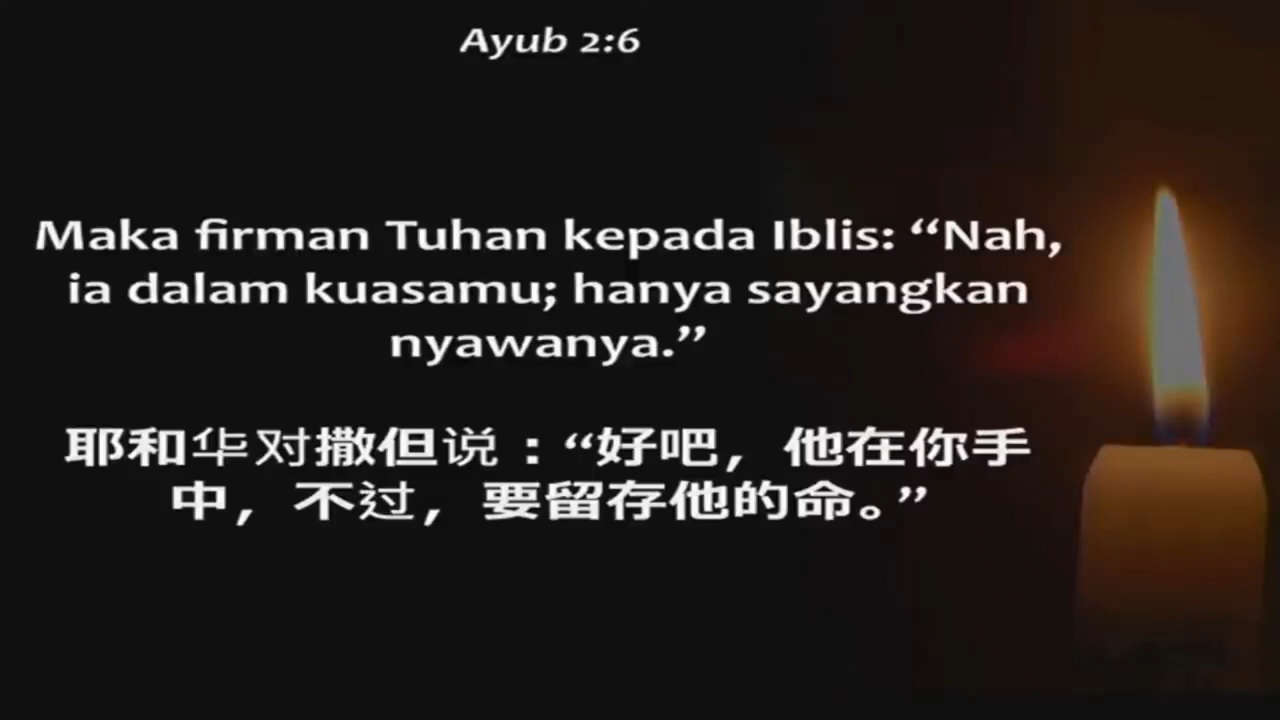 Ayub 2:6
Maka firman Tuhan kepada Iblis: “Nah,
ia dalam kuasamu; hanya sayangkan
nyawanya.”
耶和华对撒但说：“好吧，他在你手
中，不过，要留存他的命。”